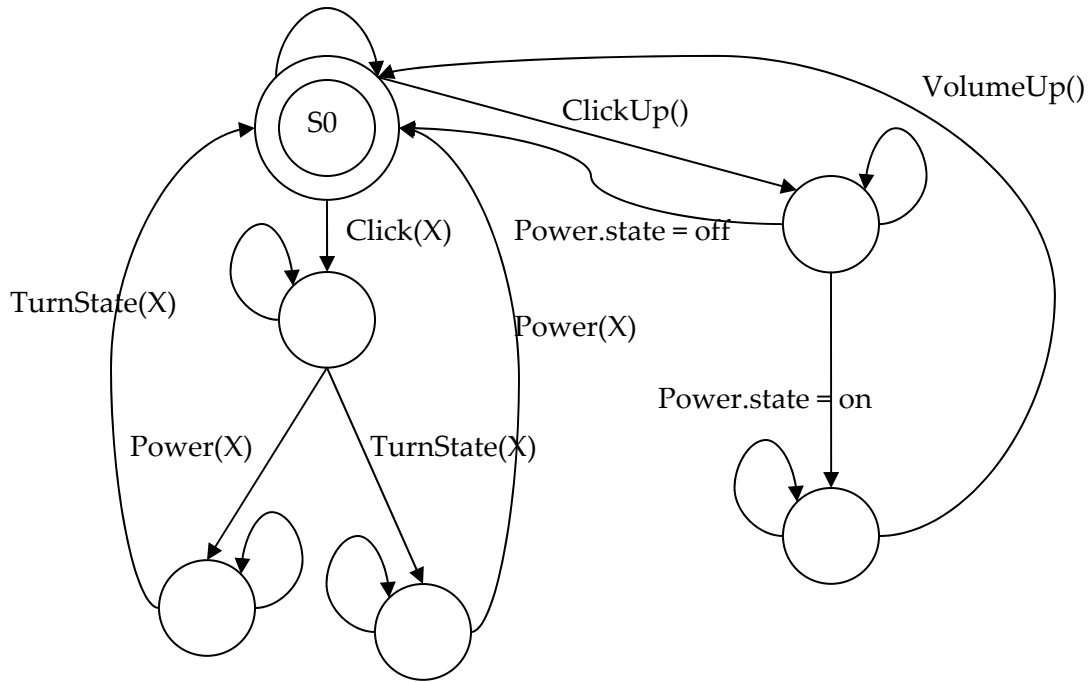 VolumeUp()
ClickUp()
S0
Click(X)
Power.state = off
TurnState(X)
Power(X)
Power.state = on
Power(X)
TurnState(X)